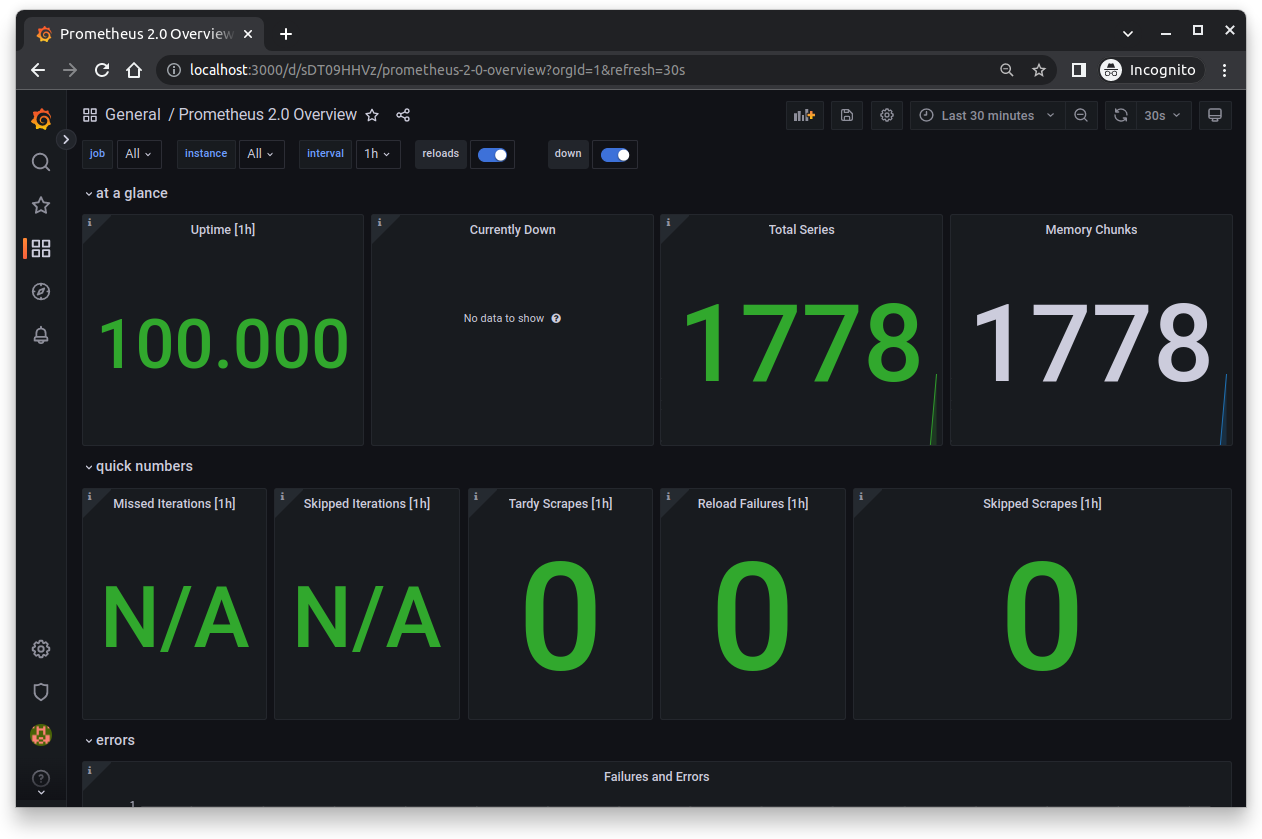 Prometheus 2.0 Overview
localhost:3000/d/sDT09HHVz/prometheus-2-0-overview?orgId=1&refresh=30s
Incognito
General / Prometheus 2.0 Overview
Last 30 minutes
30s
job All instance All interval 1h reloads down
at a glance
Uptime [1h]
100.000
Currently Down
No data to show
Total Series
1778
Memory Chunks
1778
quick numbers
Missed Iterations [1h]
N/A
Skipped Iterations [1h]
N/A
Tardy Scrapes [1h]
0
Reload Failures [1h]
0
Skipped Scrapes [1h]
0
errors
Failures and Errors
1